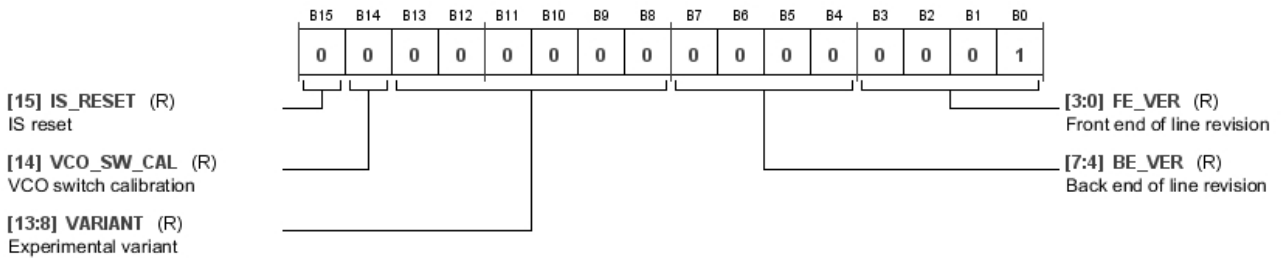 B15 B14 B13 B12 B11 B10 B9 B8 B7 B6 B5 B4 B3 B2 B1 B0
0 0 0 0 0 0 0 0 0 0 0 0 0 0 0 1
[15] IS_RESET (R)
IS reset
[14] VCO_SW_CAL (R)
VCO switch calibration
[13:8] VARIANT (R)
Experimental variant
[3:0] FE_VER (R)
Front end of line revision
[7:4] BE_VER (R)
Back end of line revision